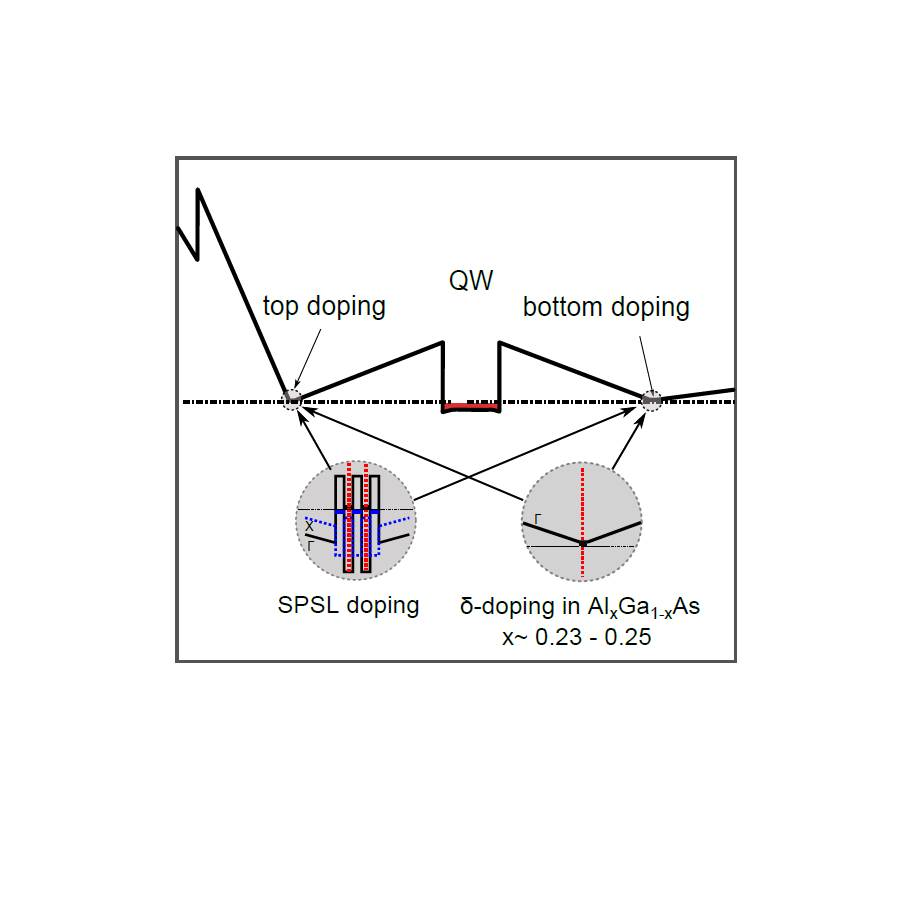 QW
top doping
bottom doping
X
Γ
Γ
SPSL doping
δ-doping in AlxGa1-xAs
x~ 0.23 - 0.25